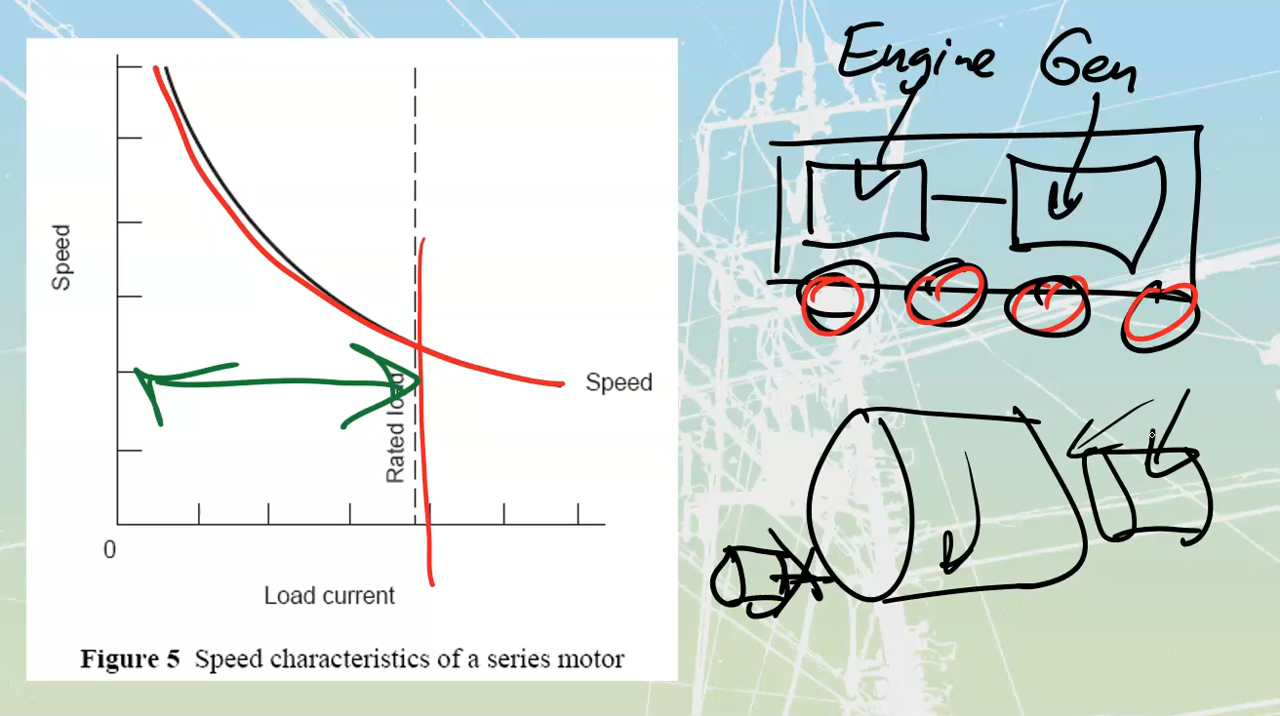 Speed
Rated load
Speed
0
Load current
Figure 5 Speed characteristics of a series motor
Engine Gen